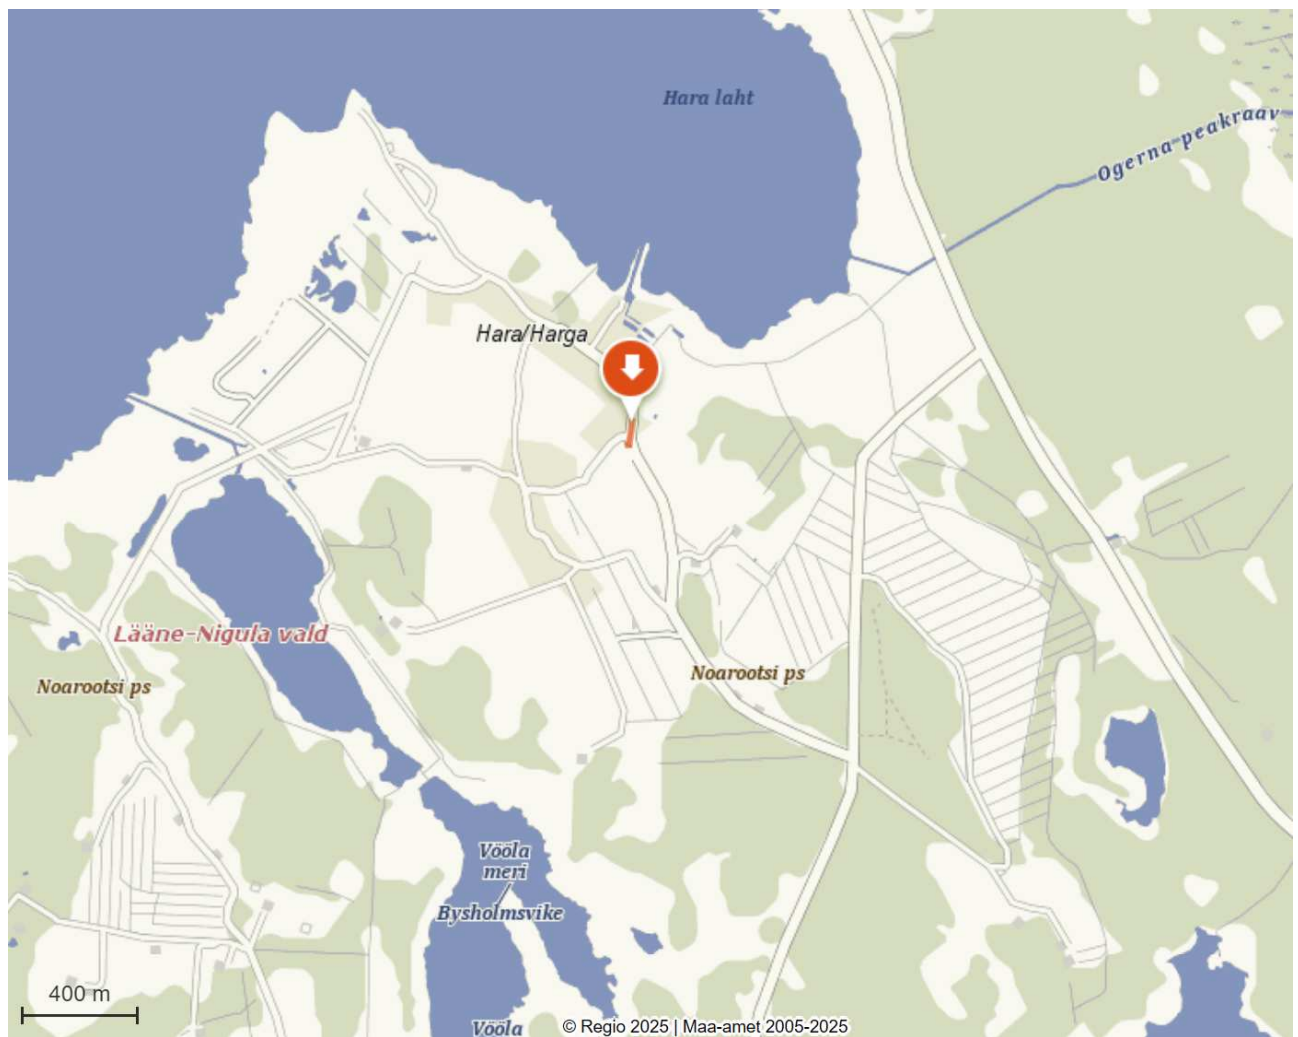 Hara laht
Ogerna peakraav
Hara/Harga
Lääne-Nigula vald
Noarootsi ps
Noarootsi ps
Vööla
meri
Bysholmsvike
400 m
Vööla
© Regio 2025 | Maa-amet 2005-2025